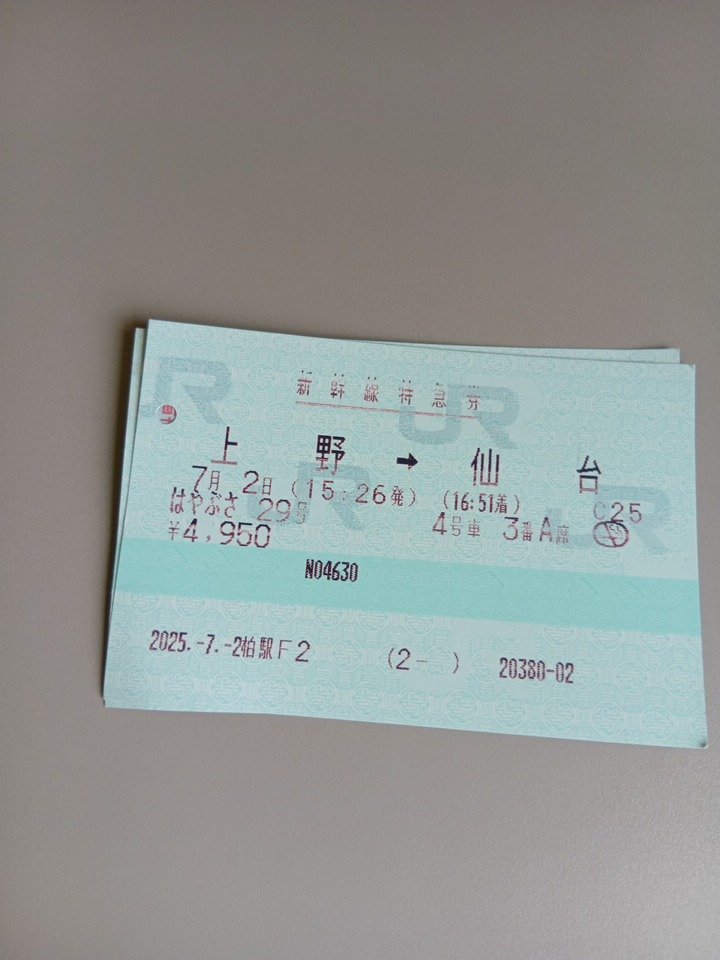 新幹線特急券
上野 → 仙台
7月 2日 (15:26発) (16:51着) C25
はやぶさ 29号 4号車 3番A席
¥4,950
N04630
2025.-7.-2柏駅F2 (2- ) 20380-02